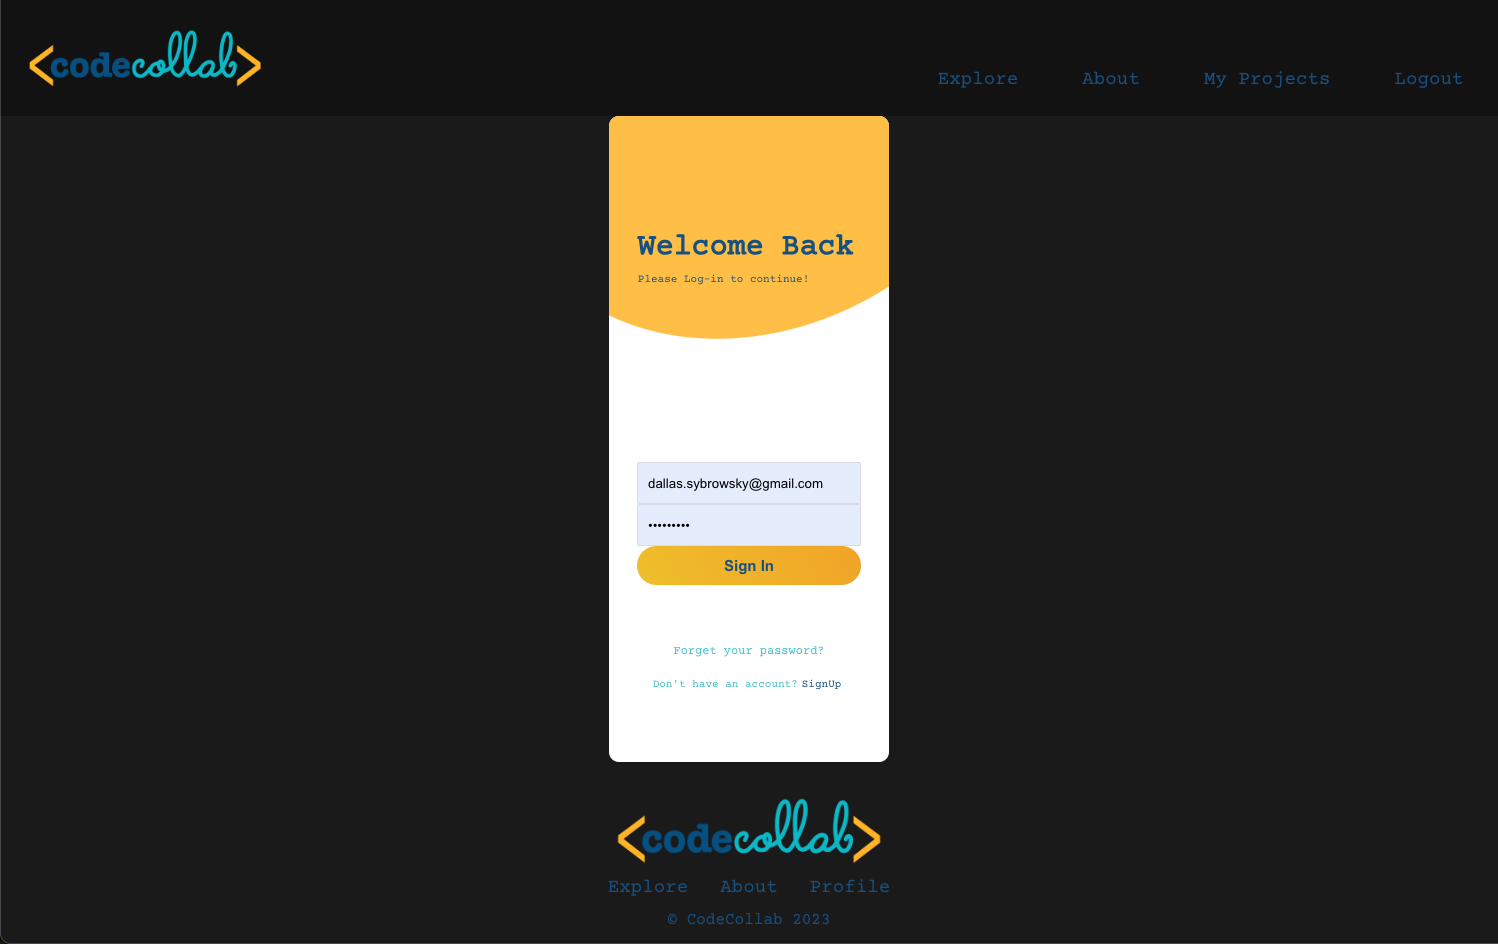 <codecollab>
Explore About My Projects Logout
Welcome Back
Please Log-in to continue!
dallas.sybrowsky@gmail.com
•••••••••
Sign In
Forget your password?
Don't have an account? SignUp
<codecollab>
Explore About Profile
© CodeCollab 2023